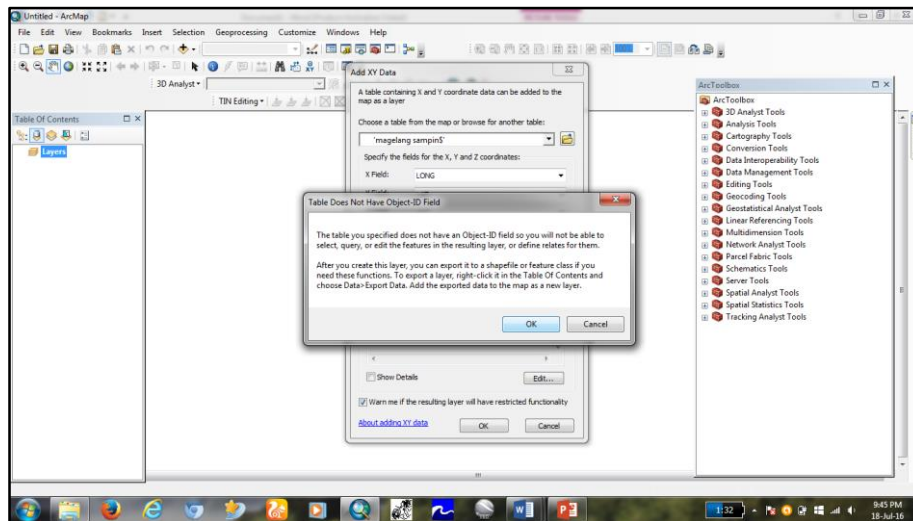 Untitled - ArcMap
File Edit View Bookmarks Insert Selection Geoprocessing Customize Windows Help
3D Analyst
TIN Editing
Table Of Contents
Layers
Add XY Data
A table containing X and Y coordinate data can be added to the
map as a layer
Choose a table from the map or browse for another table:
'magelang sampin$'
Specify the fields for the X, Y and Z coordinates:
X Field: LONG
Table Does Not Have Object-ID Field
The table you specified does not have an Object-ID field so you will not be able to
select, query, or edit the features in the resulting layer, or define relates for them.
After you create this layer, you can export it to a shapefile or feature class if you
need these functions. To export a layer, right-click it in the Table Of Contents and
choose Data>Export Data. Add the exported data to the map as a new layer.
OK Cancel
Show Details
Edit...
Warn me if the resulting layer will have restricted functionality
About adding XY data
OK Cancel
ArcToolbox
ArcToolbox
3D Analyst Tools
Analysis Tools
Cartography Tools
Conversion Tools
Data Interoperability Tools
Data Management Tools
Editing Tools
Geocoding Tools
Geostatistical Analyst Tools
Linear Referencing Tools
Multidimension Tools
Network Analyst Tools
Parcel Fabric Tools
Schematics Tools
Server Tools
Spatial Analyst Tools
Spatial Statistics Tools
Tracking Analyst Tools
1:32
9:45 PM
18-Jul-16